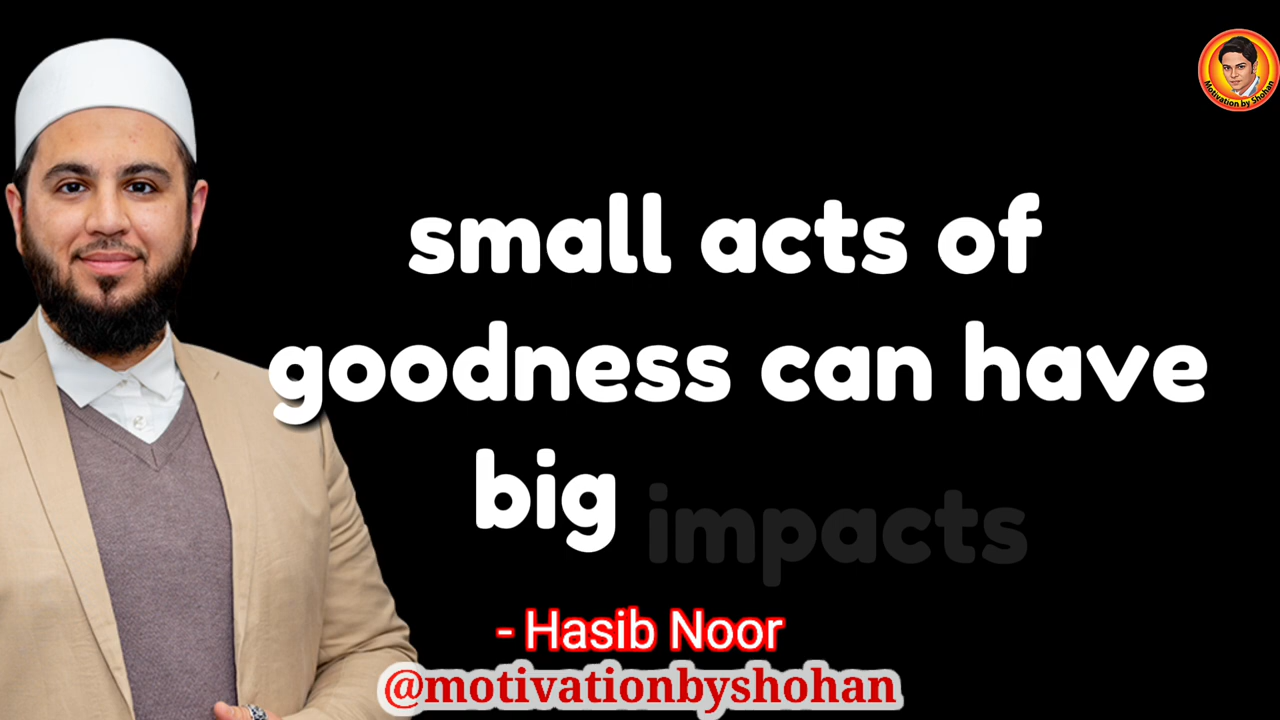 small acts of
goodness can have
big impacts
- Hasib Noor
@motivationbyshohan
Motivation by Shohan